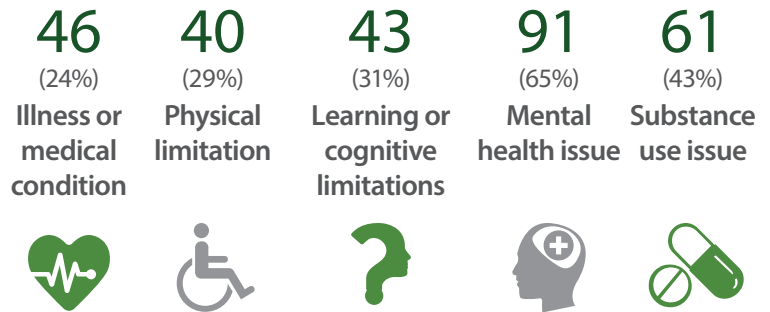 46
(24%)
Illness or
medical
condition
40
(29%)
Physical
limitation
43
(31%)
Learning or
cognitive
limitations
91
(65%)
Mental
health issue
61
(43%)
Substance
use issue